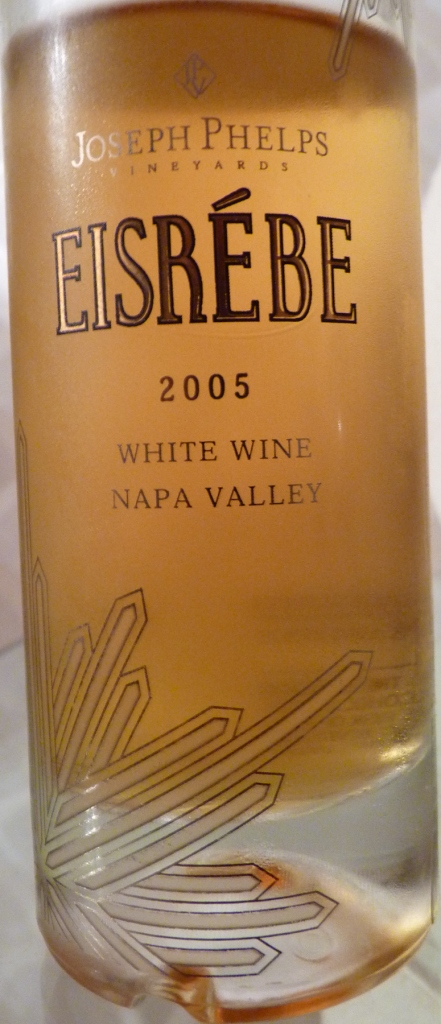 JOSEPH PHELPS
VINEYARDS
EISRÉBE
2005
WHITE WINE
NAPA VALLEY